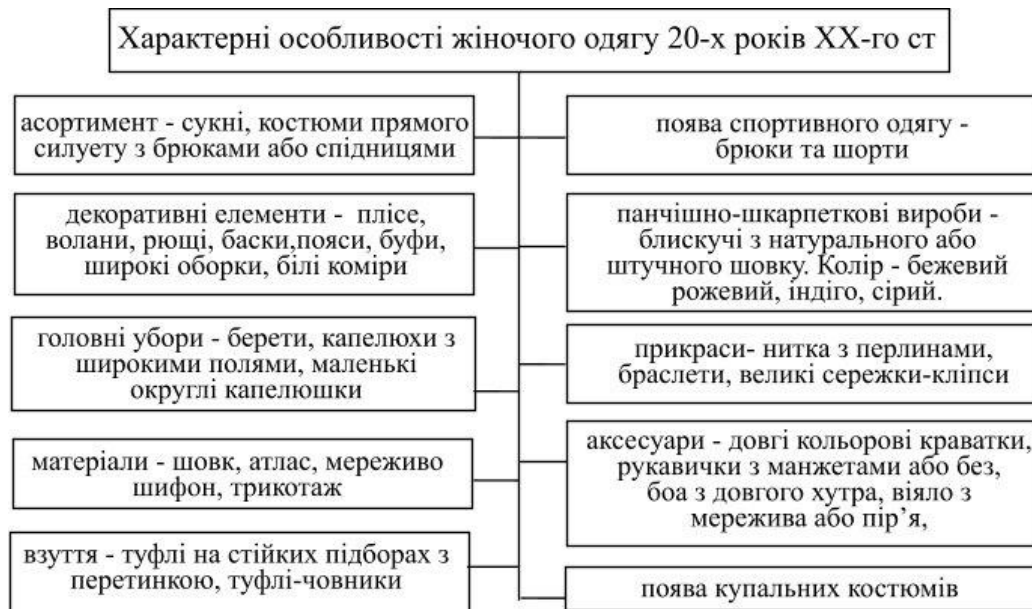 Характерні особливості жіночого одягу 20-х років ХХ-го ст
асортимент - сукні, костюми прямого
силуету з брюками або спідницями
декоративні елементи - плісе,
волани, рющі, баски,пояси, буфи,
широкі оборки, білі коміри
головні убори - берети, капелюхи з
широкими полями, маленькі
округлі капелюшки
матеріали - шовк, атлас, мереживо
шифон, трикотаж
взуття - туфлі на стійких підборах з
перетинкою, туфлі-човники
поява спортивного одягу -
брюки та шорти
панчішно-шкарпеткові вироби -
блискучі з натурального або
штучного шовку. Колір - бежевий
рожевий, індіго, сірий.
прикраси- нитка з перлинами,
браслети, великі сережки-кліпси
аксесуари - довгі кольорові краватки,
рукавички з манжетами або без,
боа з довгого хутра, віяло з
мережива або пір’я,
поява купальних костюмів